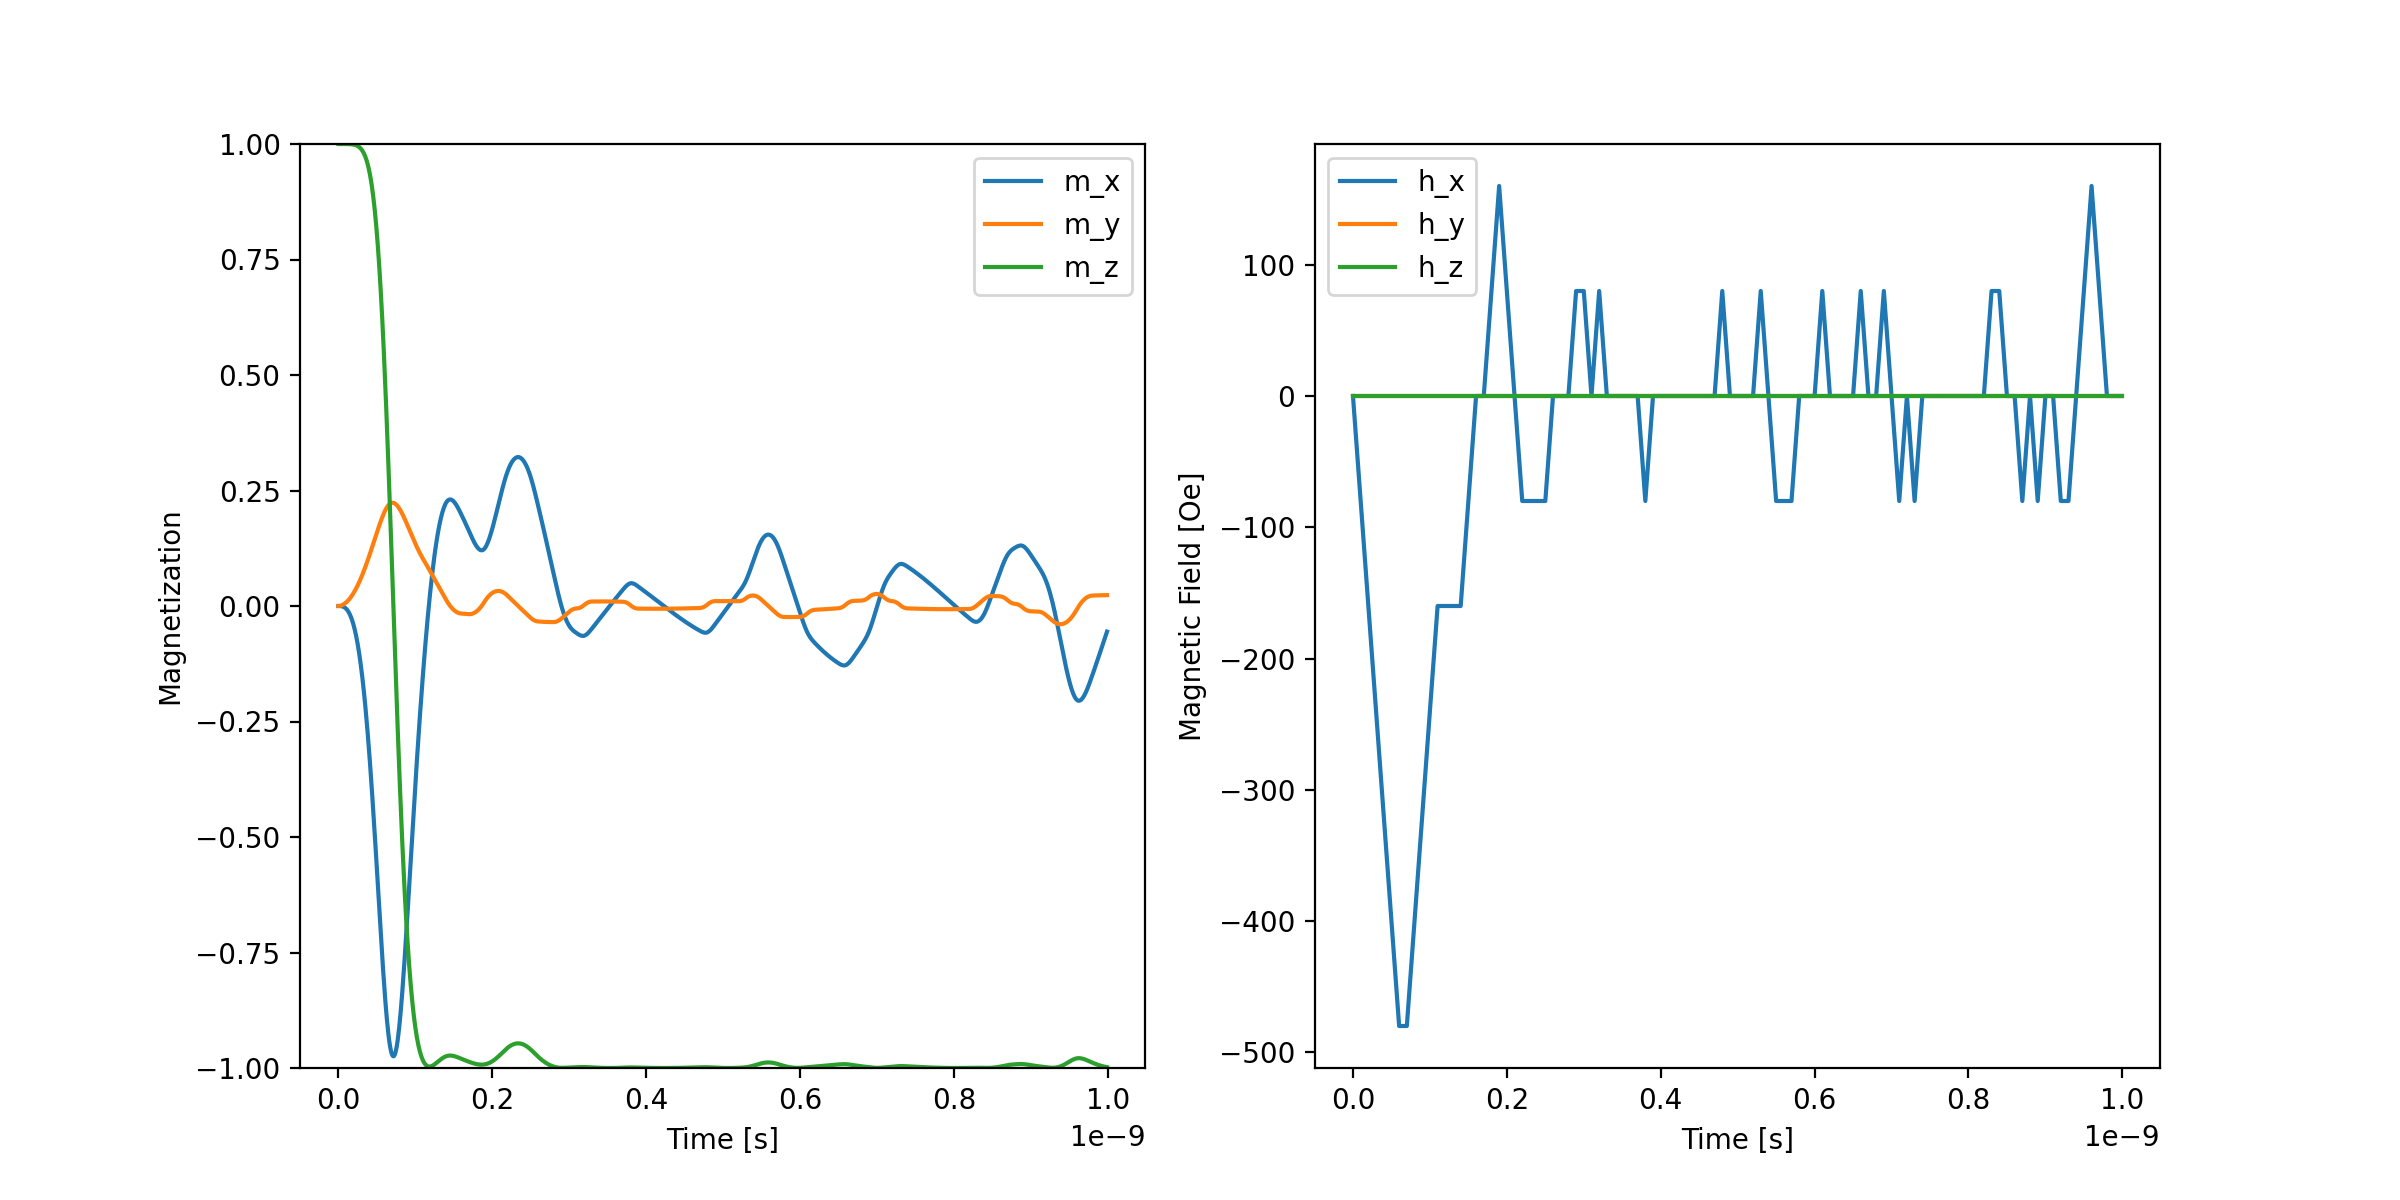 1.00
0.75
0.50
0.25
0.00
−0.25
−0.50
−0.75
−1.00
Magnetization
m_x
m_y
m_z
0.0 0.2 0.4 0.6 0.8 1.0
Time [s]
1e−9
100
0
−100
−200
−300
−400
−500
Magnetic Field [Oe]
h_x
h_y
h_z
0.0 0.2 0.4 0.6 0.8 1.0
Time [s]
1e−9